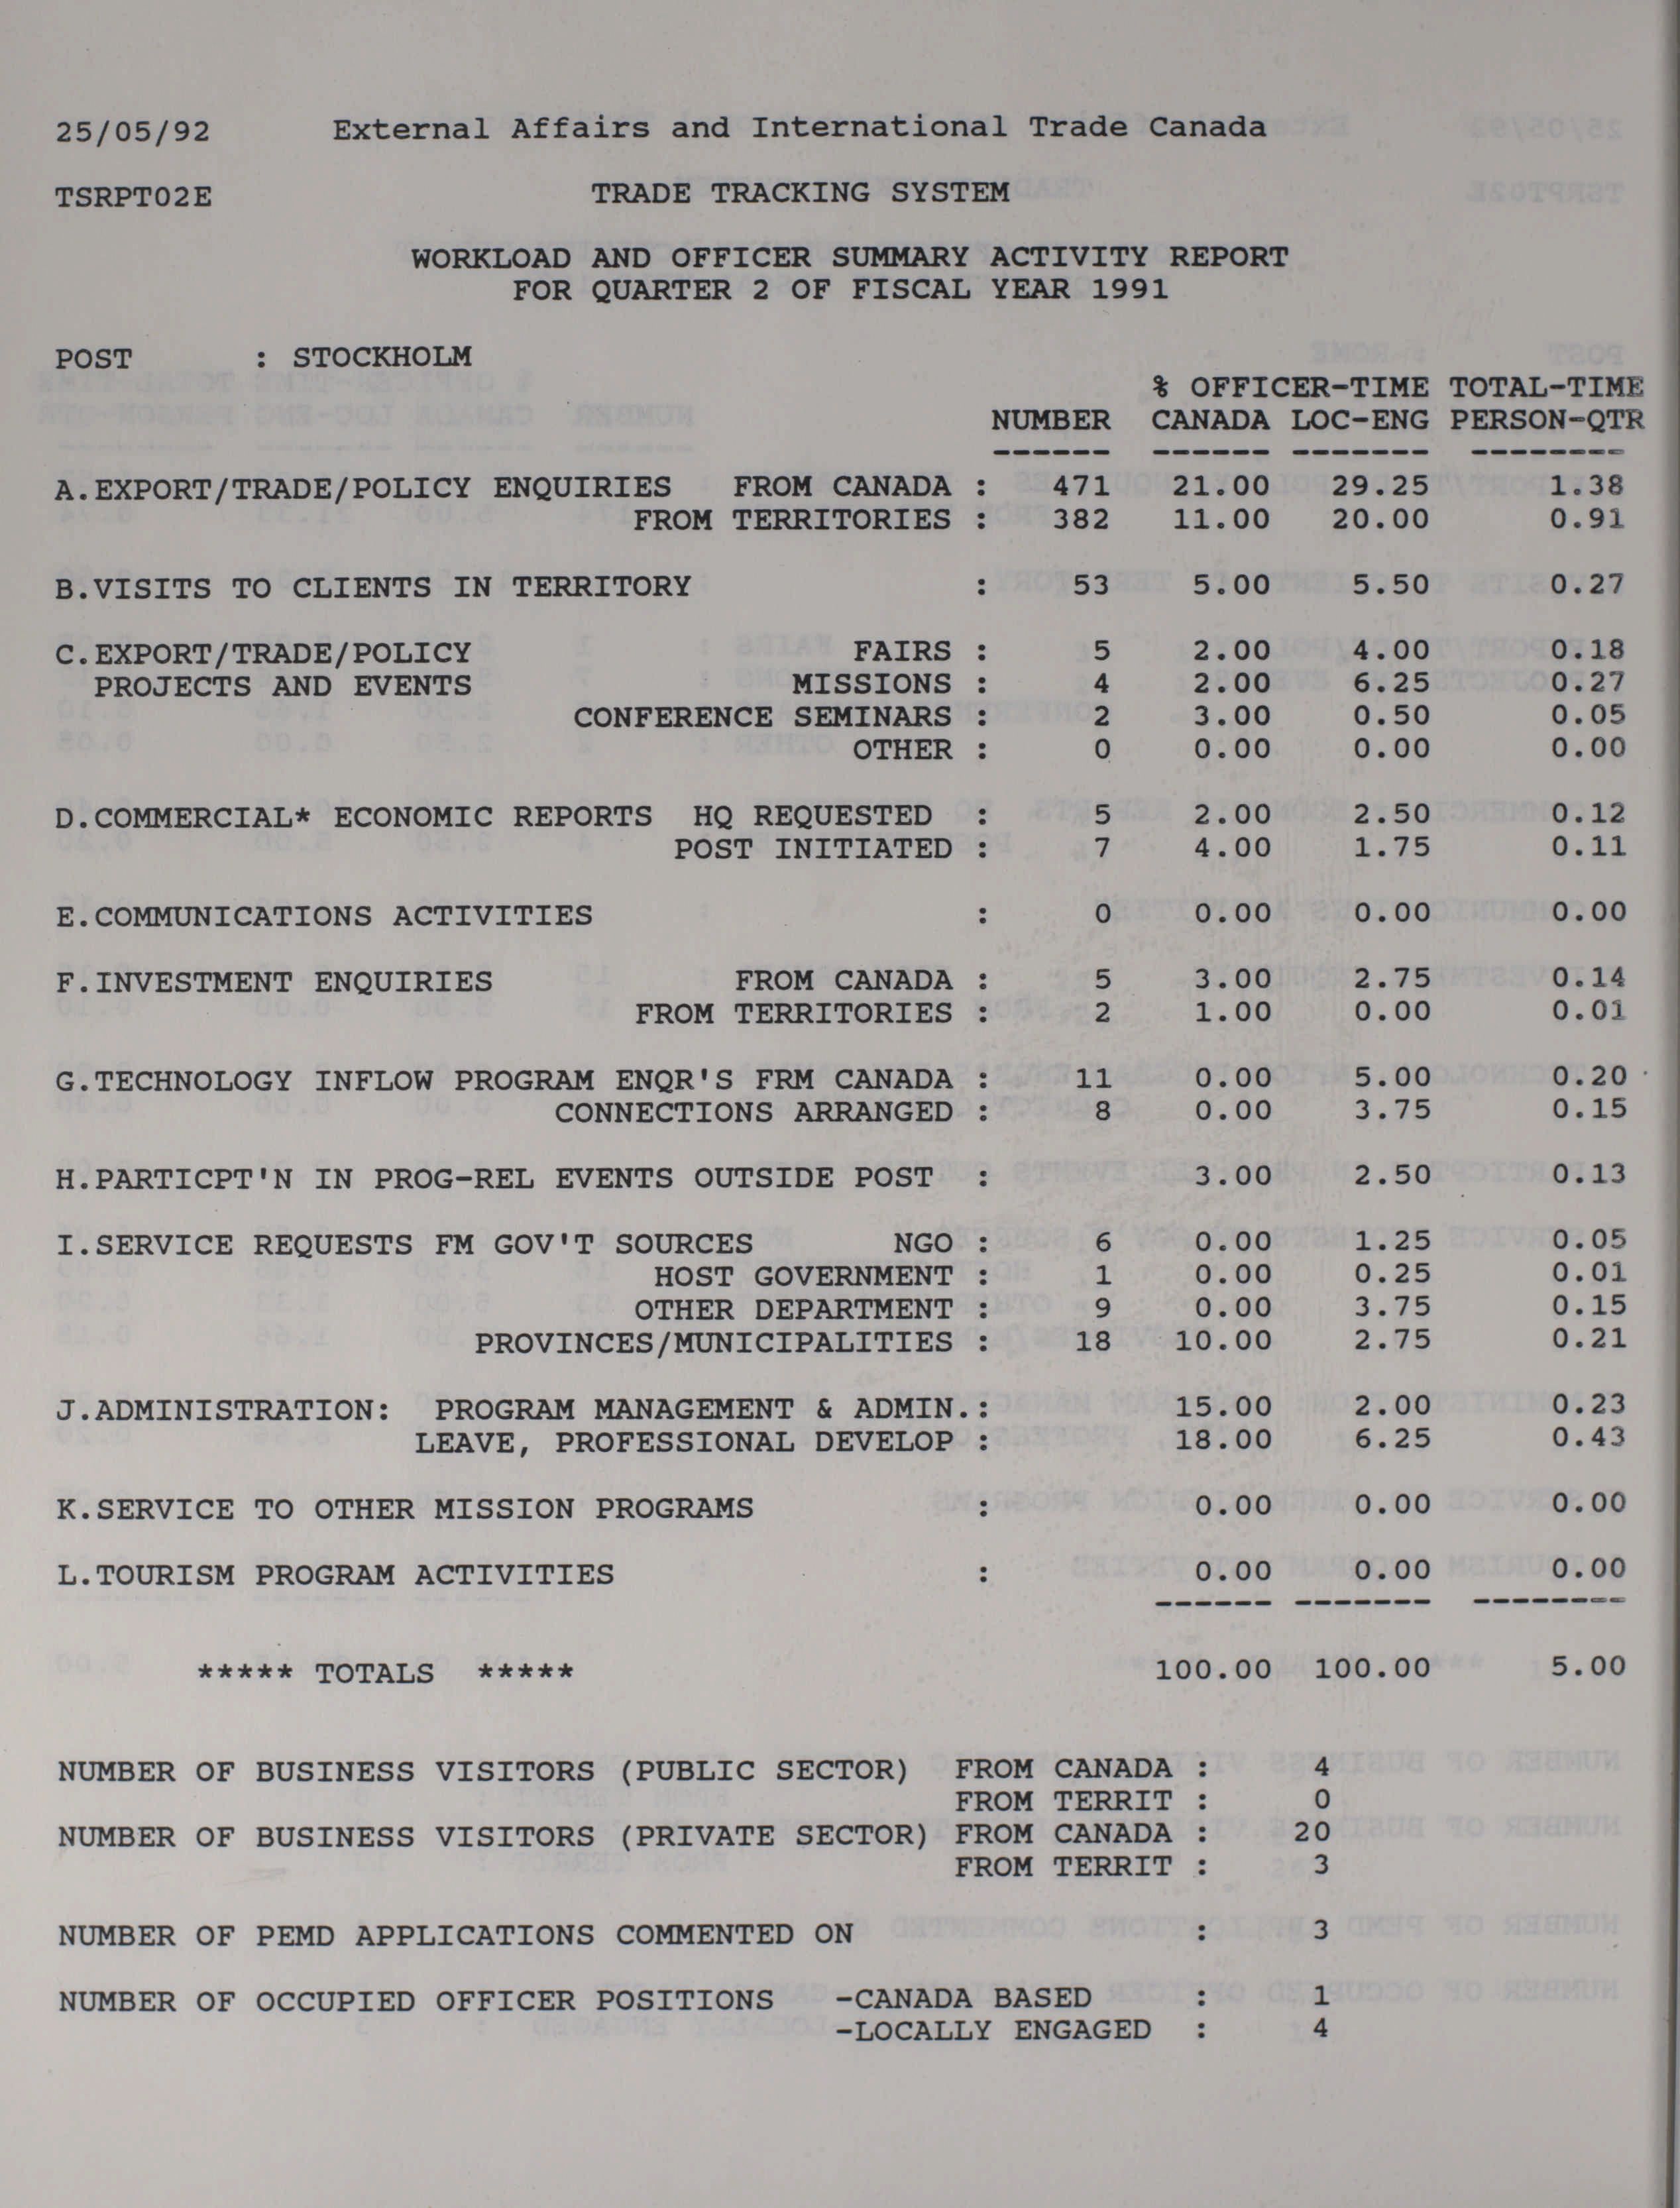 25/05/92 External Affairs and International Trade Canada
TSRPT02E TRADE TRACKING SYSTEM
WORKLOAD AND OFFICER SUMMARY ACTIVITY REPORT
FOR QUARTER 2 OF FISCAL YEAR 1991
POST : STOCKHOLM
% OFFICER-TIME TOTAL-TIME
NUMBER CANADA LOC-ENG PERSON-QTR
------ ------ ------- --------
A.EXPORT/TRADE/POLICY ENQUIRIES FROM CANADA : 471 21.00 29.25 1.38
FROM TERRITORIES : 382 11.00 20.00 0.91
B.VISITS TO CLIENTS IN TERRITORY : 53 5.00 5.50 0.27
C.EXPORT/TRADE/POLICY FAIRS : 5 2.00 4.00 0.18
PROJECTS AND EVENTS MISSIONS : 4 2.00 6.25 0.27
CONFERENCE SEMINARS : 2 3.00 0.50 0.05
OTHER : 0 0.00 0.00 0.00
D.COMMERCIAL* ECONOMIC REPORTS HQ REQUESTED : 5 2.00 2.50 0.12
POST INITIATED : 7 4.00 1.75 0.11
E.COMMUNICATIONS ACTIVITIES : 0 0.00 0.00 0.00
F.INVESTMENT ENQUIRIES FROM CANADA : 5 3.00 2.75 0.14
FROM TERRITORIES : 2 1.00 0.00 0.01
G.TECHNOLOGY INFLOW PROGRAM ENQR'S FRM CANADA : 11 0.00 5.00 0.20
CONNECTIONS ARRANGED : 8 0.00 3.75 0.15
H.PARTICPT'N IN PROG-REL EVENTS OUTSIDE POST : 3.00 2.50 0.13
I.SERVICE REQUESTS FM GOV'T SOURCES NGO : 6 0.00 1.25 0.05
HOST GOVERNMENT : 1 0.00 0.25 0.01
OTHER DEPARTMENT : 9 0.00 3.75 0.15
PROVINCES/MUNICIPALITIES : 18 10.00 2.75 0.21
J.ADMINISTRATION: PROGRAM MANAGEMENT & ADMIN.: 15.00 2.00 0.23
LEAVE, PROFESSIONAL DEVELOP : 18.00 6.25 0.43
K.SERVICE TO OTHER MISSION PROGRAMS : 0.00 0.00 0.00
L.TOURISM PROGRAM ACTIVITIES : 0.00 0.00 0.00
------ ------- --------
***** TOTALS ***** 100.00 100.00 5.00
NUMBER OF BUSINESS VISITORS (PUBLIC SECTOR) FROM CANADA : 4
FROM TERRIT : 0
NUMBER OF BUSINESS VISITORS (PRIVATE SECTOR) FROM CANADA : 20
FROM TERRIT : 3
NUMBER OF PEMD APPLICATIONS COMMENTED ON : 3
NUMBER OF OCCUPIED OFFICER POSITIONS -CANADA BASED : 1
-LOCALLY ENGAGED : 4